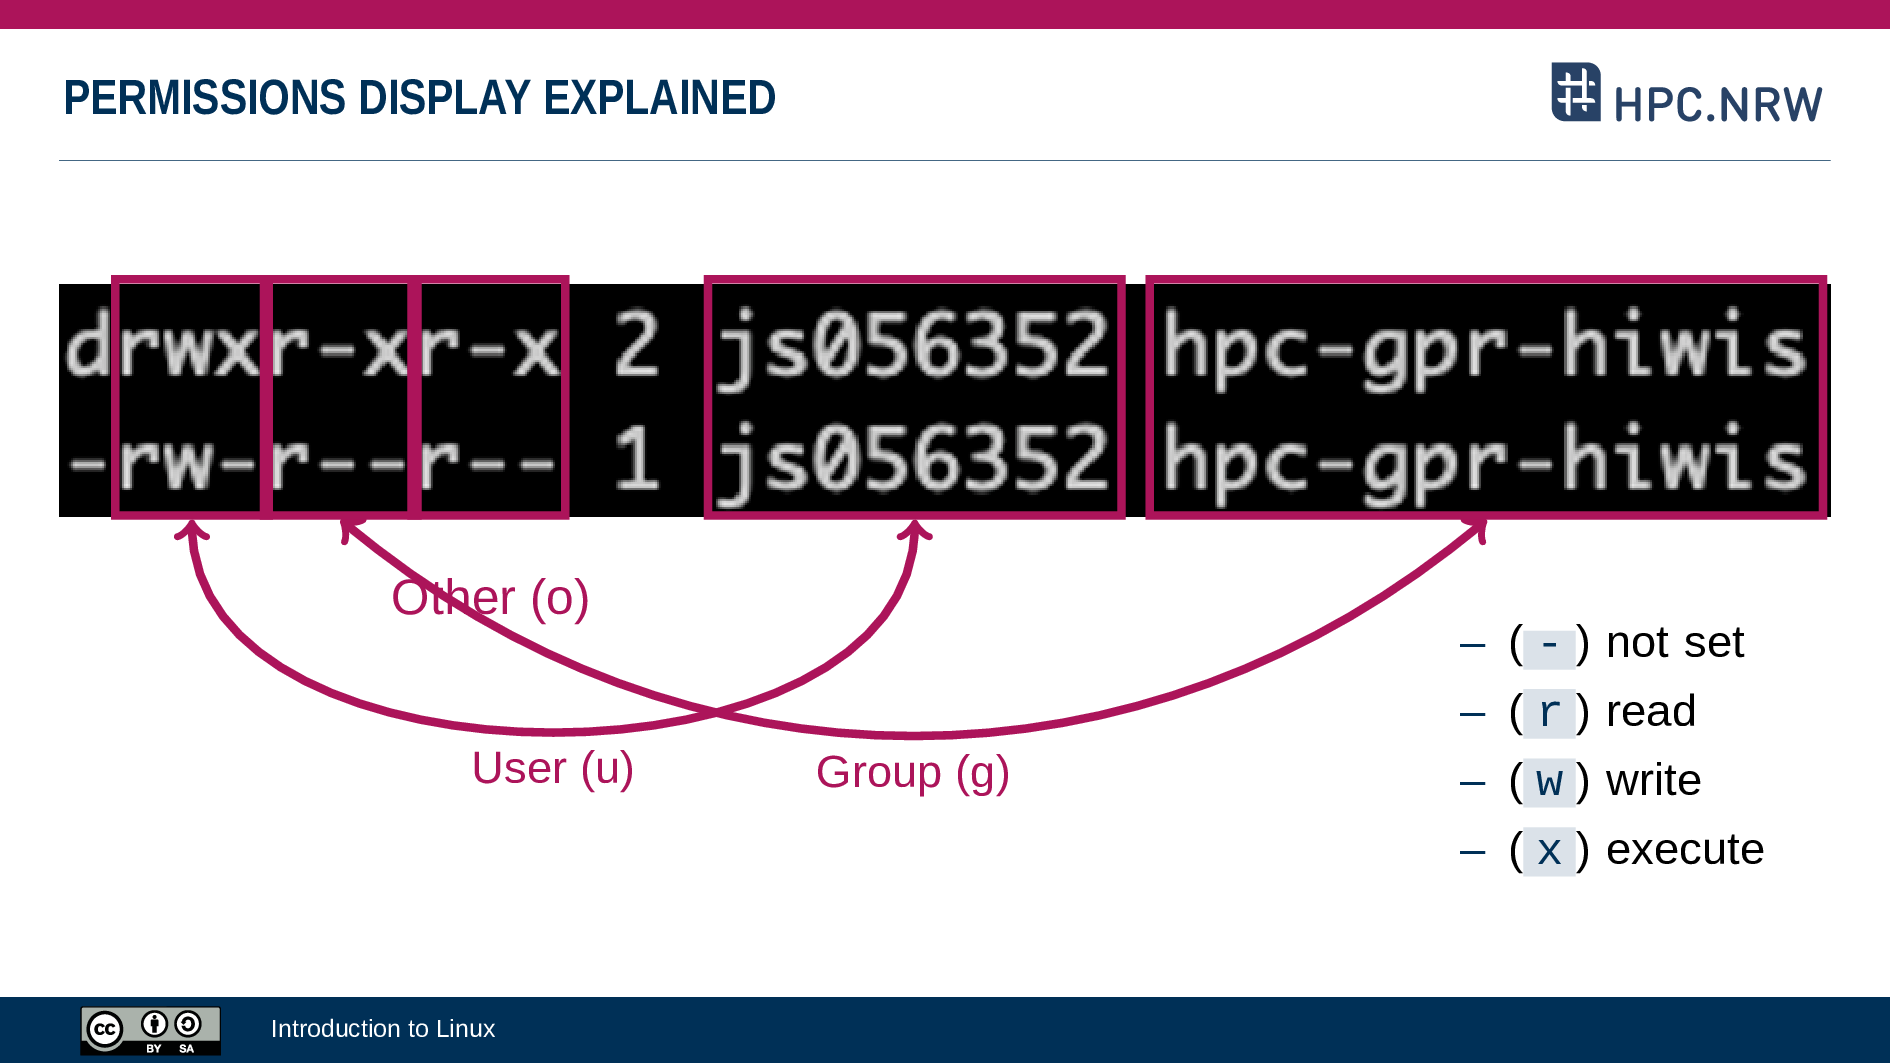 PERMISSIONS DISPLAY EXPLAINED
HPC.NRW
drwxr-xr-x 2 js056352 hpc-gpr-hiwis
-rw-r--r-- 1 js056352 hpc-gpr-hiwis
Other (o)
User (u)
Group (g)
– (-) not set
– (r) read
– (w) write
– (x) execute
cc BY SA
Introduction to Linux